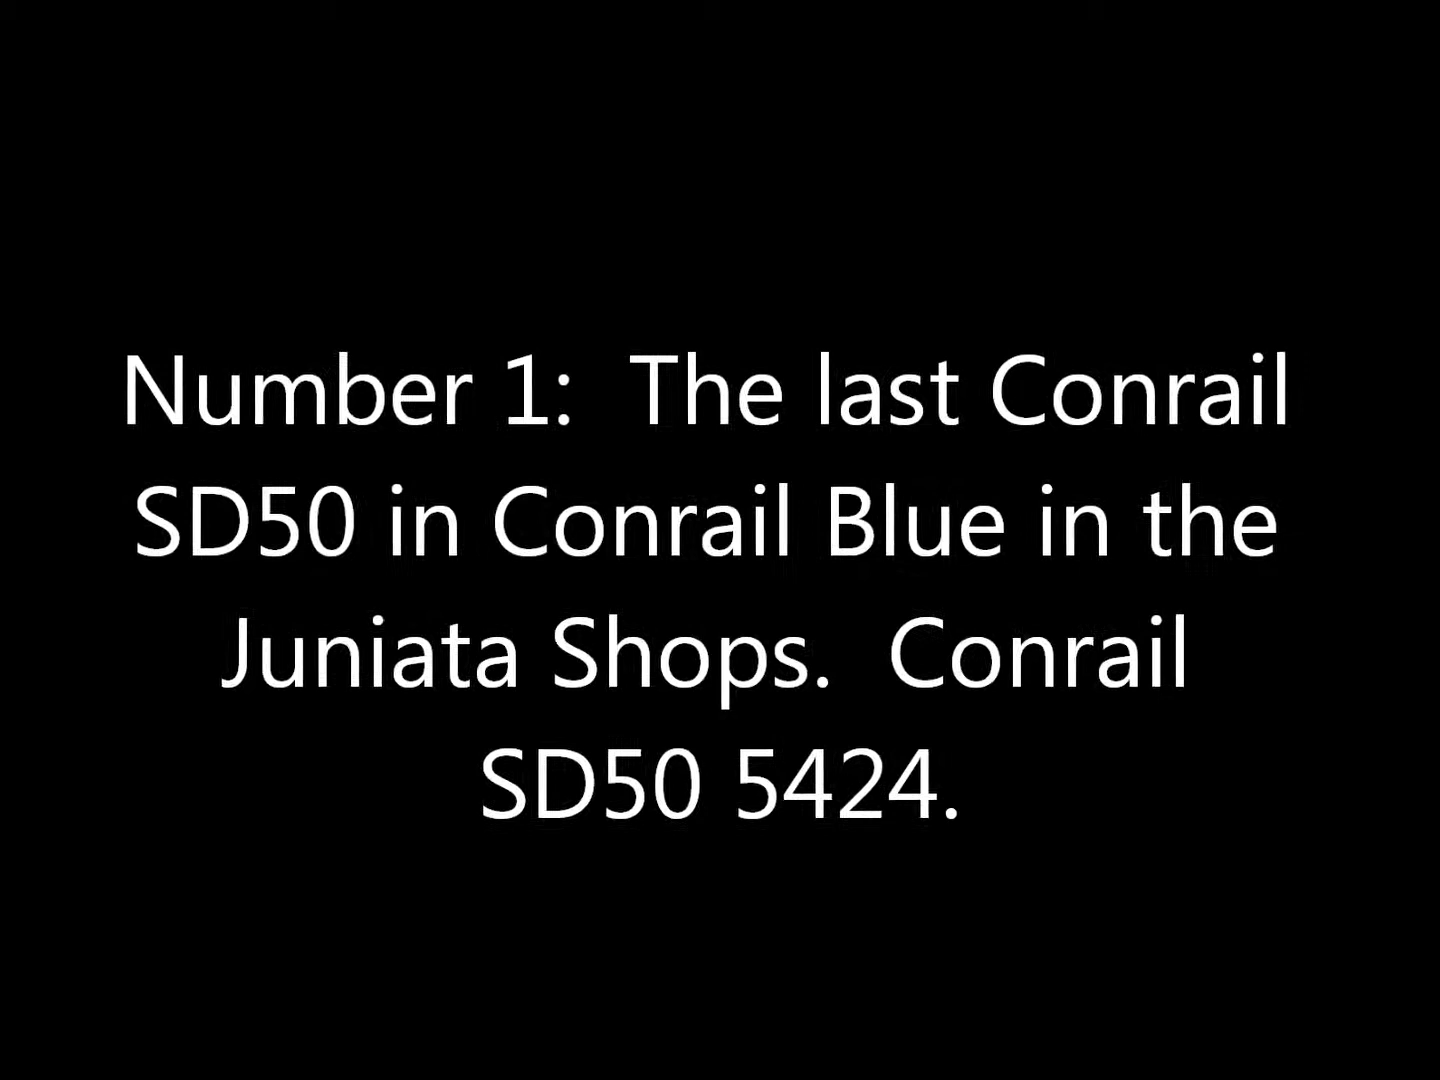 Number 1:  The last Conrail
SD50 in Conrail Blue in the
Juniata Shops.  Conrail
SD50 5424.